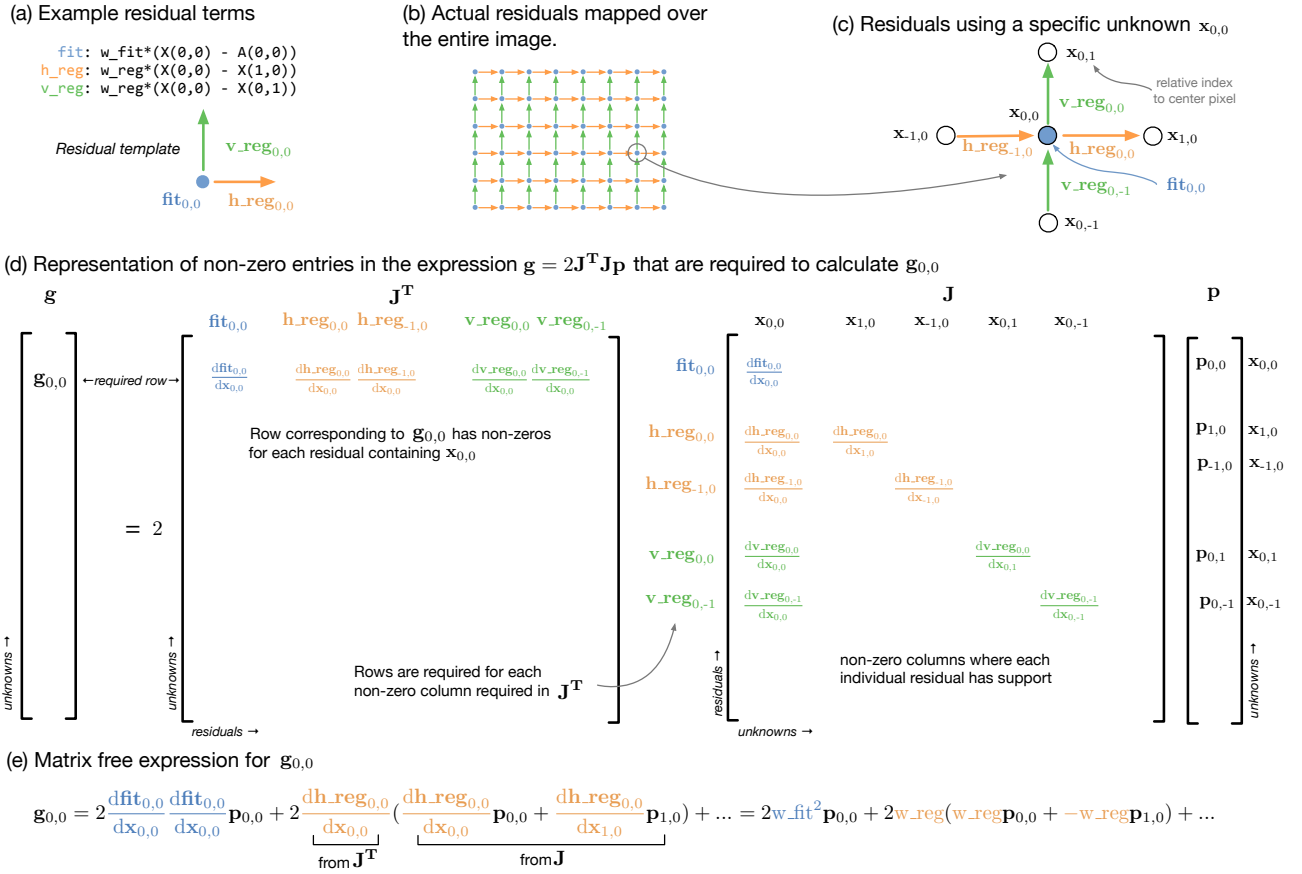 (a) Example residual terms
fit: w_fit*(X(0,0) - A(0,0))
h_reg: w_reg*(X(0,0) - X(1,0))
v_reg: w_reg*(X(0,0) - X(0,1))
Residual template
v_reg0,0
fit0,0
h_reg0,0
(b) Actual residuals mapped over
the entire image.
(c) Residuals using a specific unknown x0,0
x0,1
relative index
to center pixel
v_reg0,0
x0,0
x-1,0
x1,0
h_reg-1,0
h_reg0,0
v_reg0,-1
fit0,0
x0,-1
(d) Representation of non-zero entries in the expression g = 2J^T Jp that are required to calculate g0,0
g
J^T
J
p
fit0,0 h_reg0,0 h_reg-1,0 v_reg0,0 v_reg0,-1
x0,0 x1,0 x-1,0 x0,1 x0,-1
g0,0
←required row→
dfit0,0/dx0,0 dh_reg0,0/dx0,0 dh_reg-1,0/dx0,0 dv_reg0,0/dx0,0 dv_reg0,-1/dx0,0
fit0,0 dfit0,0/dx0,0
p0,0 x0,0
Row corresponding to g0,0 has non-zeros
for each residual containing x0,0
h_reg0,0 dh_reg0,0/dx0,0 dh_reg0,0/dx1,0
p1,0 x1,0
p-1,0 x-1,0
h_reg-1,0 dh_reg-1,0/dx0,0 dh_reg-1,0/dx-1,0
= 2
v_reg0,0 dv_reg0,0/dx0,0 dv_reg0,0/dx0,1
p0,1 x0,1
v_reg0,-1 dv_reg0,-1/dx0,0 dv_reg0,-1/dx0,-1
p0,-1 x0,-1
unknowns →
unknowns →
Rows are required for each
non-zero column required in J^T
residuals →
residuals →
non-zero columns where each
individual residual has support
unknowns →
unknowns →
(e) Matrix free expression for g0,0
g0,0 = 2 dfit0,0/dx0,0 dfit0,0/dx0,0 p0,0 + 2 dh_reg0,0/dx0,0 (dh_reg0,0/dx0,0 p0,0 + dh_reg0,0/dx1,0 p1,0) + ... = 2w_fit²p0,0 + 2w_reg(w_regp0,0 + -w_regp1,0) + ...
from J^T
from J